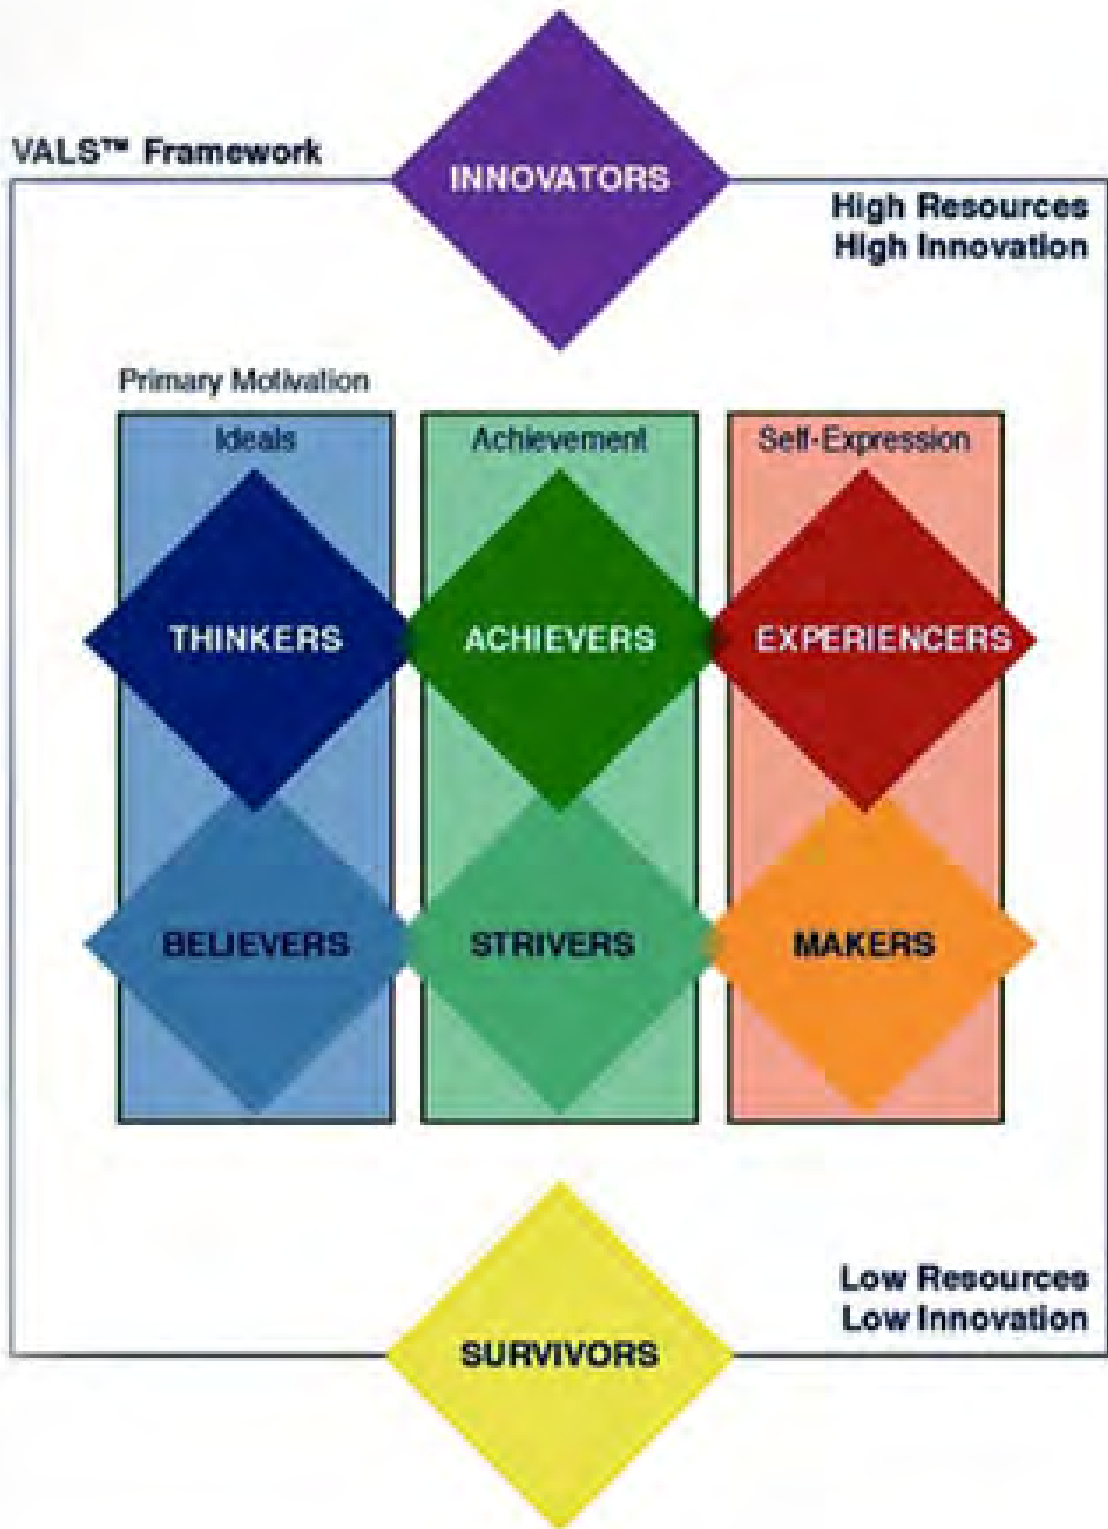 INNOVATORS
VALS™ Framework
High Resources
High Innovation
Primary Motivation
Ideals
Achievement
Self-Expression
THINKERS
ACHIEVERS
EXPERIENCERS
BELIEVERS
STRIVERS
MAKERS
Low Resources
Low Innovation
SURVIVORS